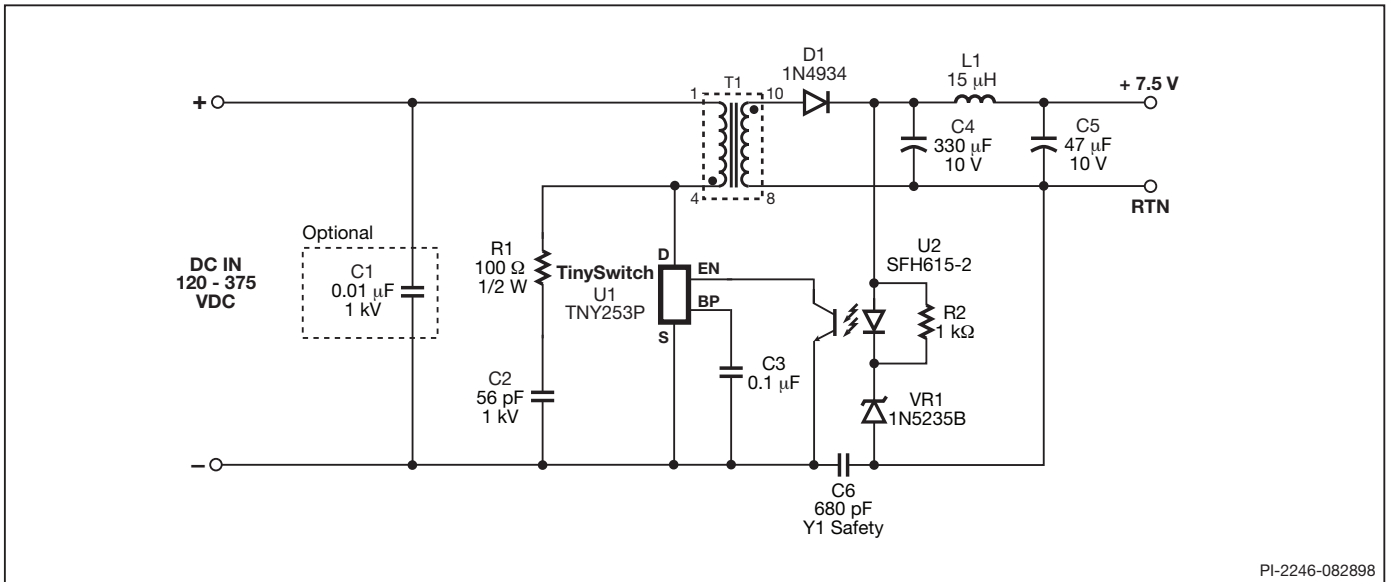 D1
1N4934
L1
15 µH
+ 7.5 V
T1
1
10
+
C4
330 µF
10 V
C5
47 µF
10 V
4
8
RTN
Optional
C1
0.01 µF
1 kV
DC IN
120 - 375
VDC
R1
100 Ω
1/2 W
D
TinySwitch
U1
TNY253P
EN
BP
S
U2
SFH615-2
R2
1 kΩ
C2
56 pF
1 kV
C3
0.1 µF
VR1
1N5235B
–
C6
680 pF
Y1 Safety
PI-2246-082898